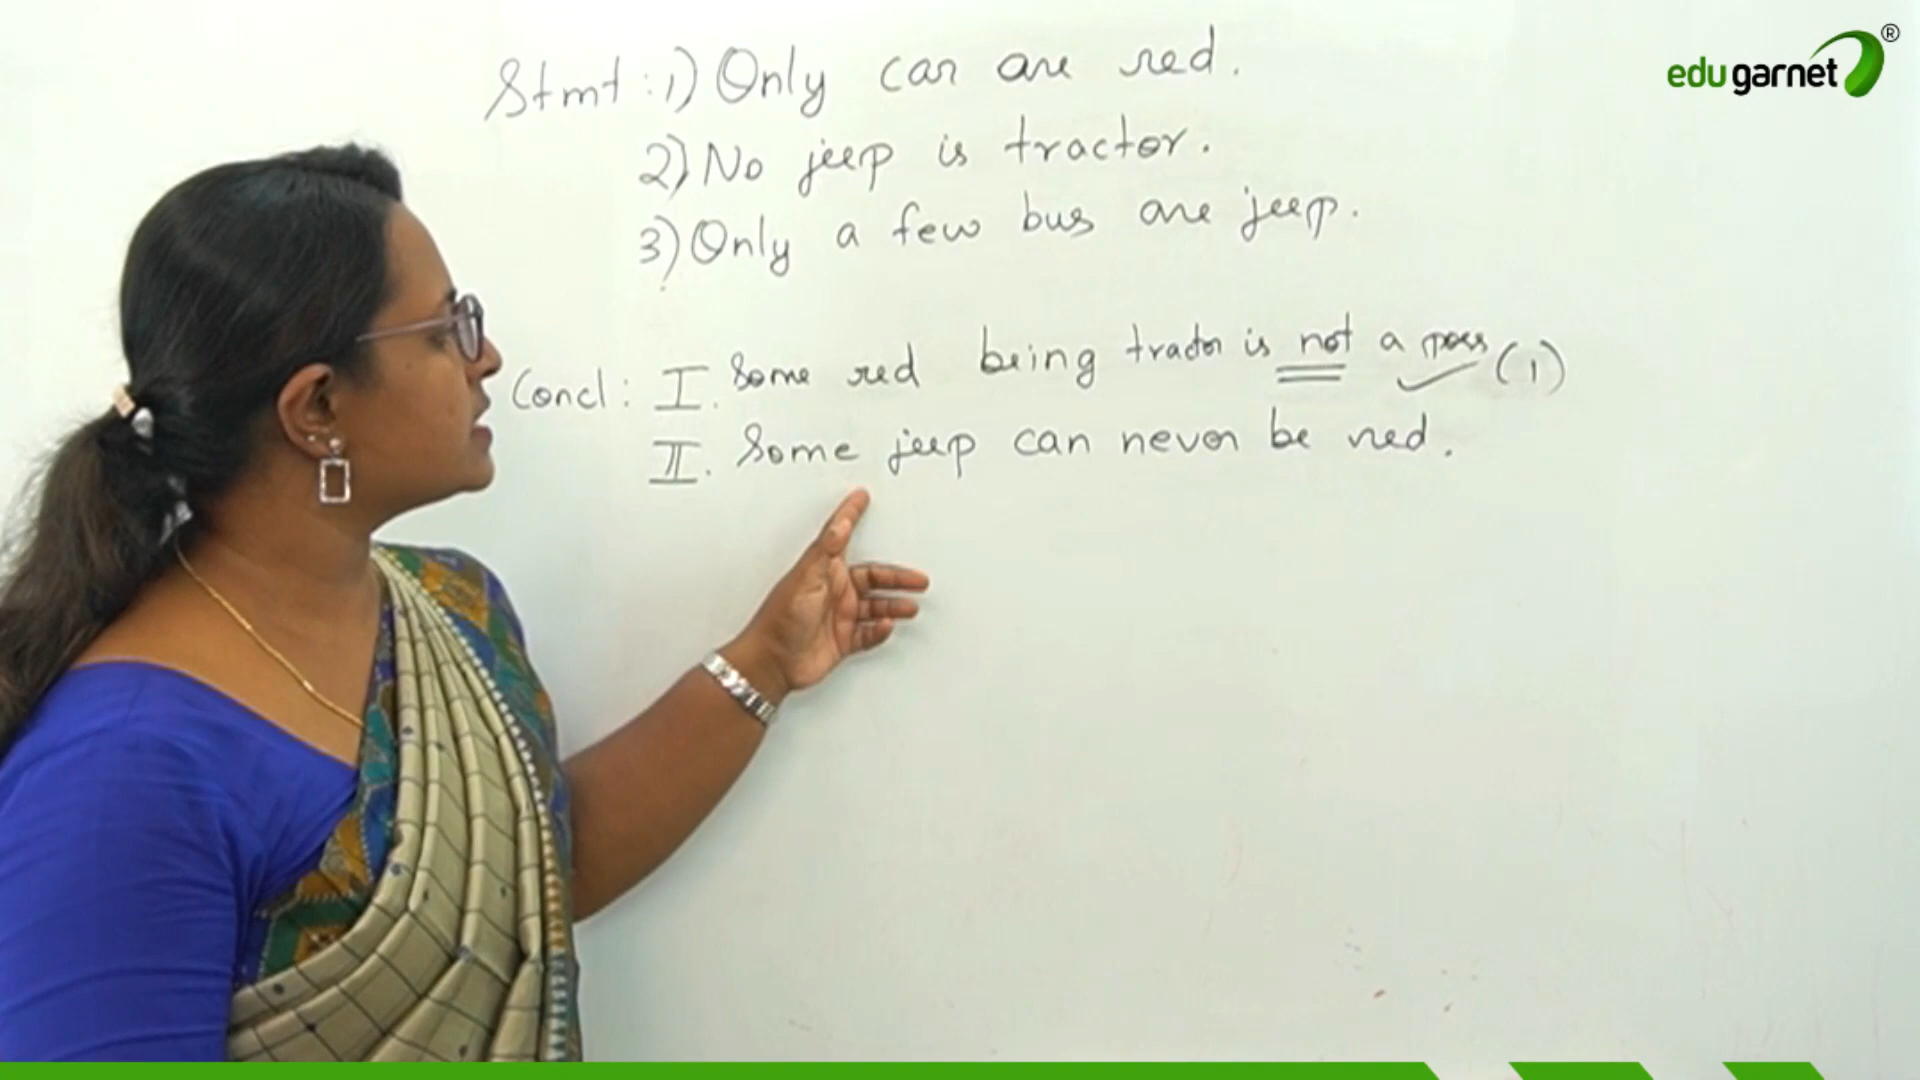 edugarnet®
Stmt: 1) Only car are red.
2) No jeep is tractor.
3) Only a few bus are jeep.
Concl: I. Some red being tractor is not a poss (1)
II. Some jeep can never be red.